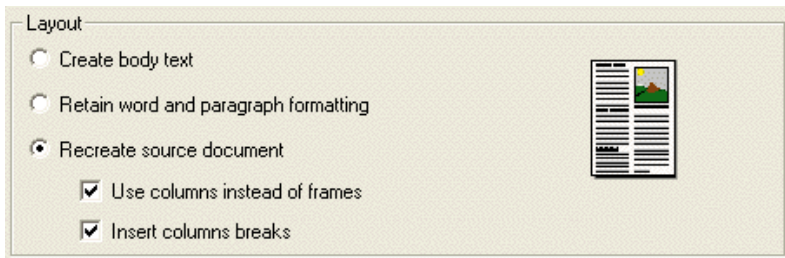 Layout
Create body text
Retain word and paragraph formatting
Recreate source document
Use columns instead of frames
Insert columns breaks